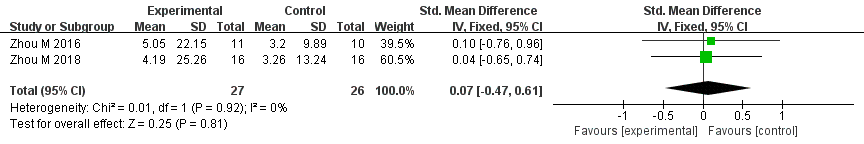 Experimental Control Std. Mean Difference Std. Mean Difference
Study or Subgroup Mean SD Total Mean SD Total Weight IV, Fixed, 95% CI IV, Fixed, 95% CI
Zhou M 2016 5.05 22.15 11 3.2 9.89 10 39.5% 0.10 [-0.76, 0.96]
Zhou M 2018 4.19 25.26 16 3.26 13.24 16 60.5% 0.04 [-0.65, 0.74]
Total (95% CI) 27 26 100.0% 0.07 [-0.47, 0.61]
Heterogeneity: Chi² = 0.01, df = 1 (P = 0.92); I² = 0%
Test for overall effect: Z = 0.25 (P = 0.81)
-1 -0.5 0 0.5 1
Favours [experimental] Favours [control]